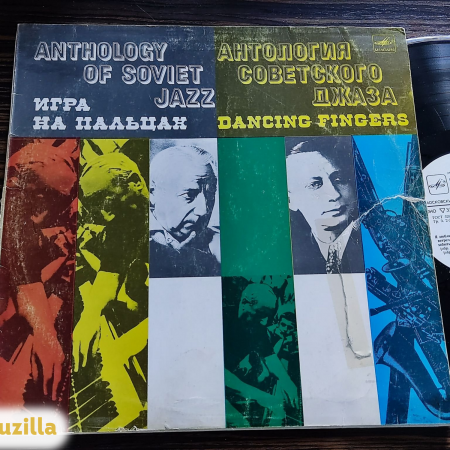 ANTHOLOGY
OF SOVIET
JAZZ
ИГРА
НА ПАЛЬЦАХ
АНТОЛОГИЯ
СОВЕТСКОГО
ДЖАЗА
DANCING FINGERS
uzilla